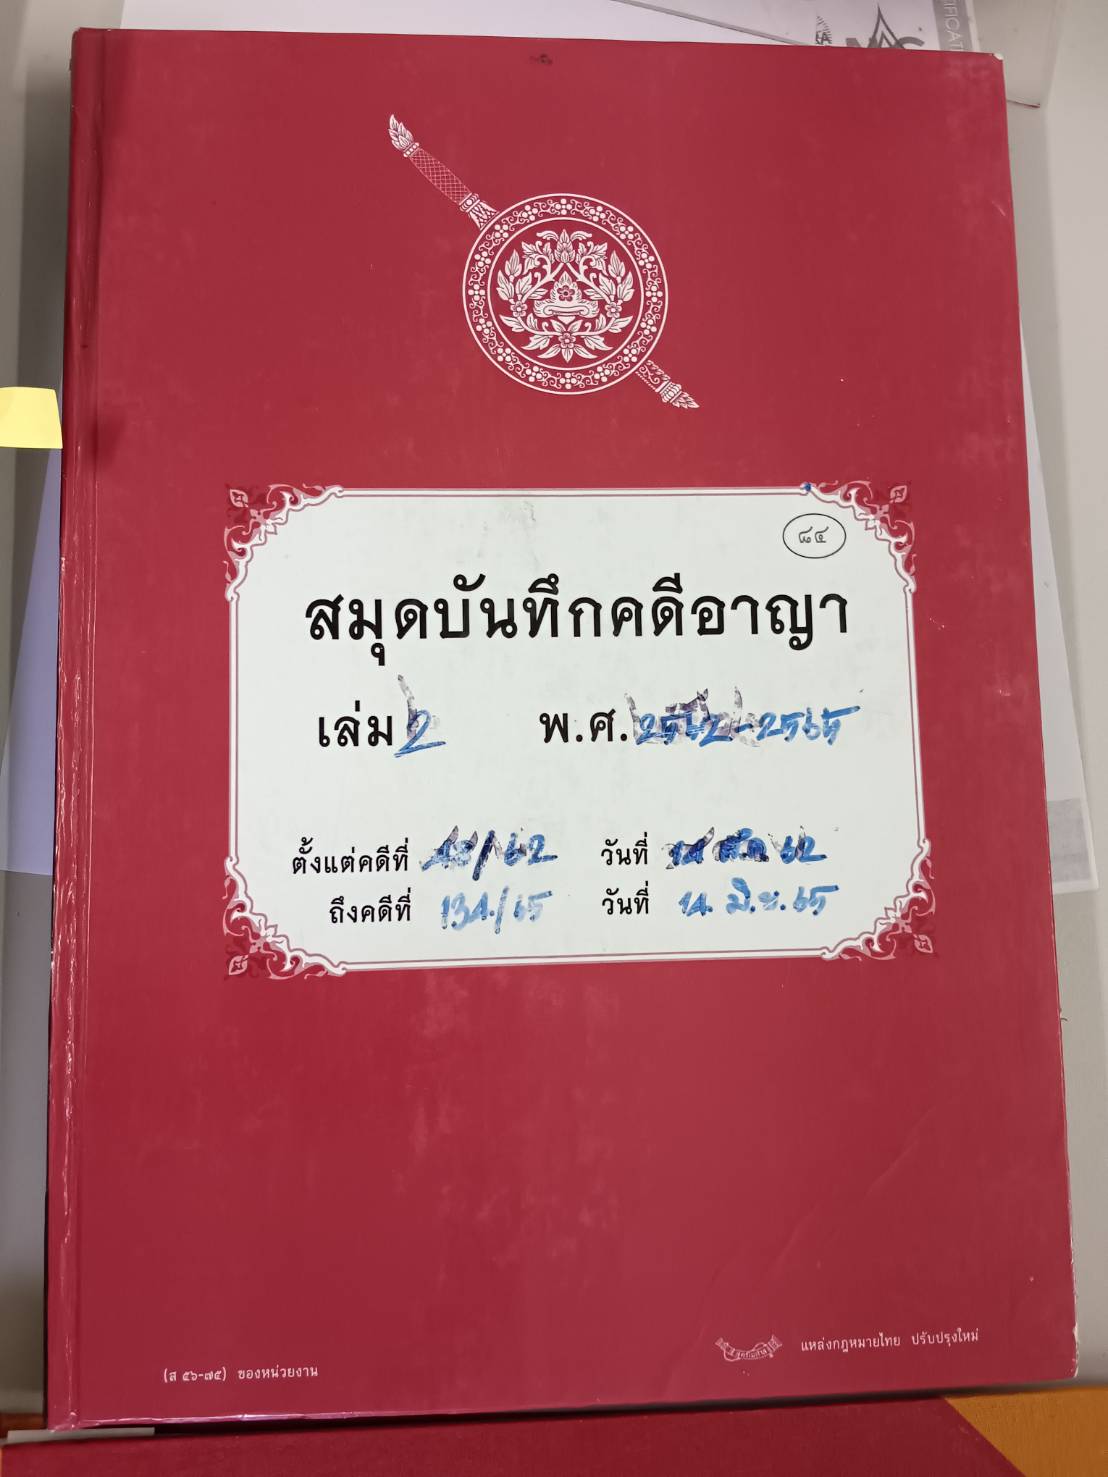 ๘๔
สมุดบันทึกคดีอาญา
เล่ม 2 พ.ศ. 2562-2565
ตั้งแต่คดีที่ /62 วันที่ 62
ถึงคดีที่ 134/65 วันที่ 14 มิ.ย. 65
แหล่งกฎหมายไทย ปรับปรุงใหม่
(ส ๕๖-๗๕) ของหน่วยงาน